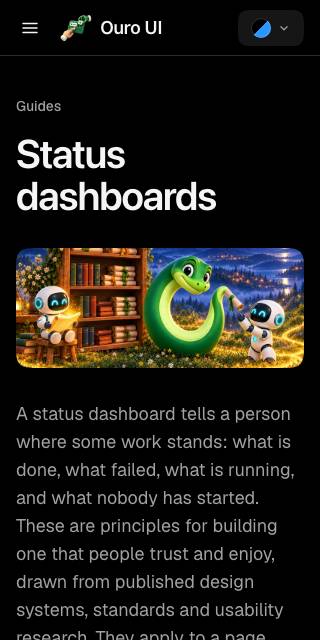 Ouro UI
Guides
Status
dashboards
A status dashboard tells a person
where some work stands: what is
done, what failed, what is running,
and what nobody has started.
These are principles for building
one that people trust and enjoy,
drawn from published design
systems, standards and usability
research. They apply to a page